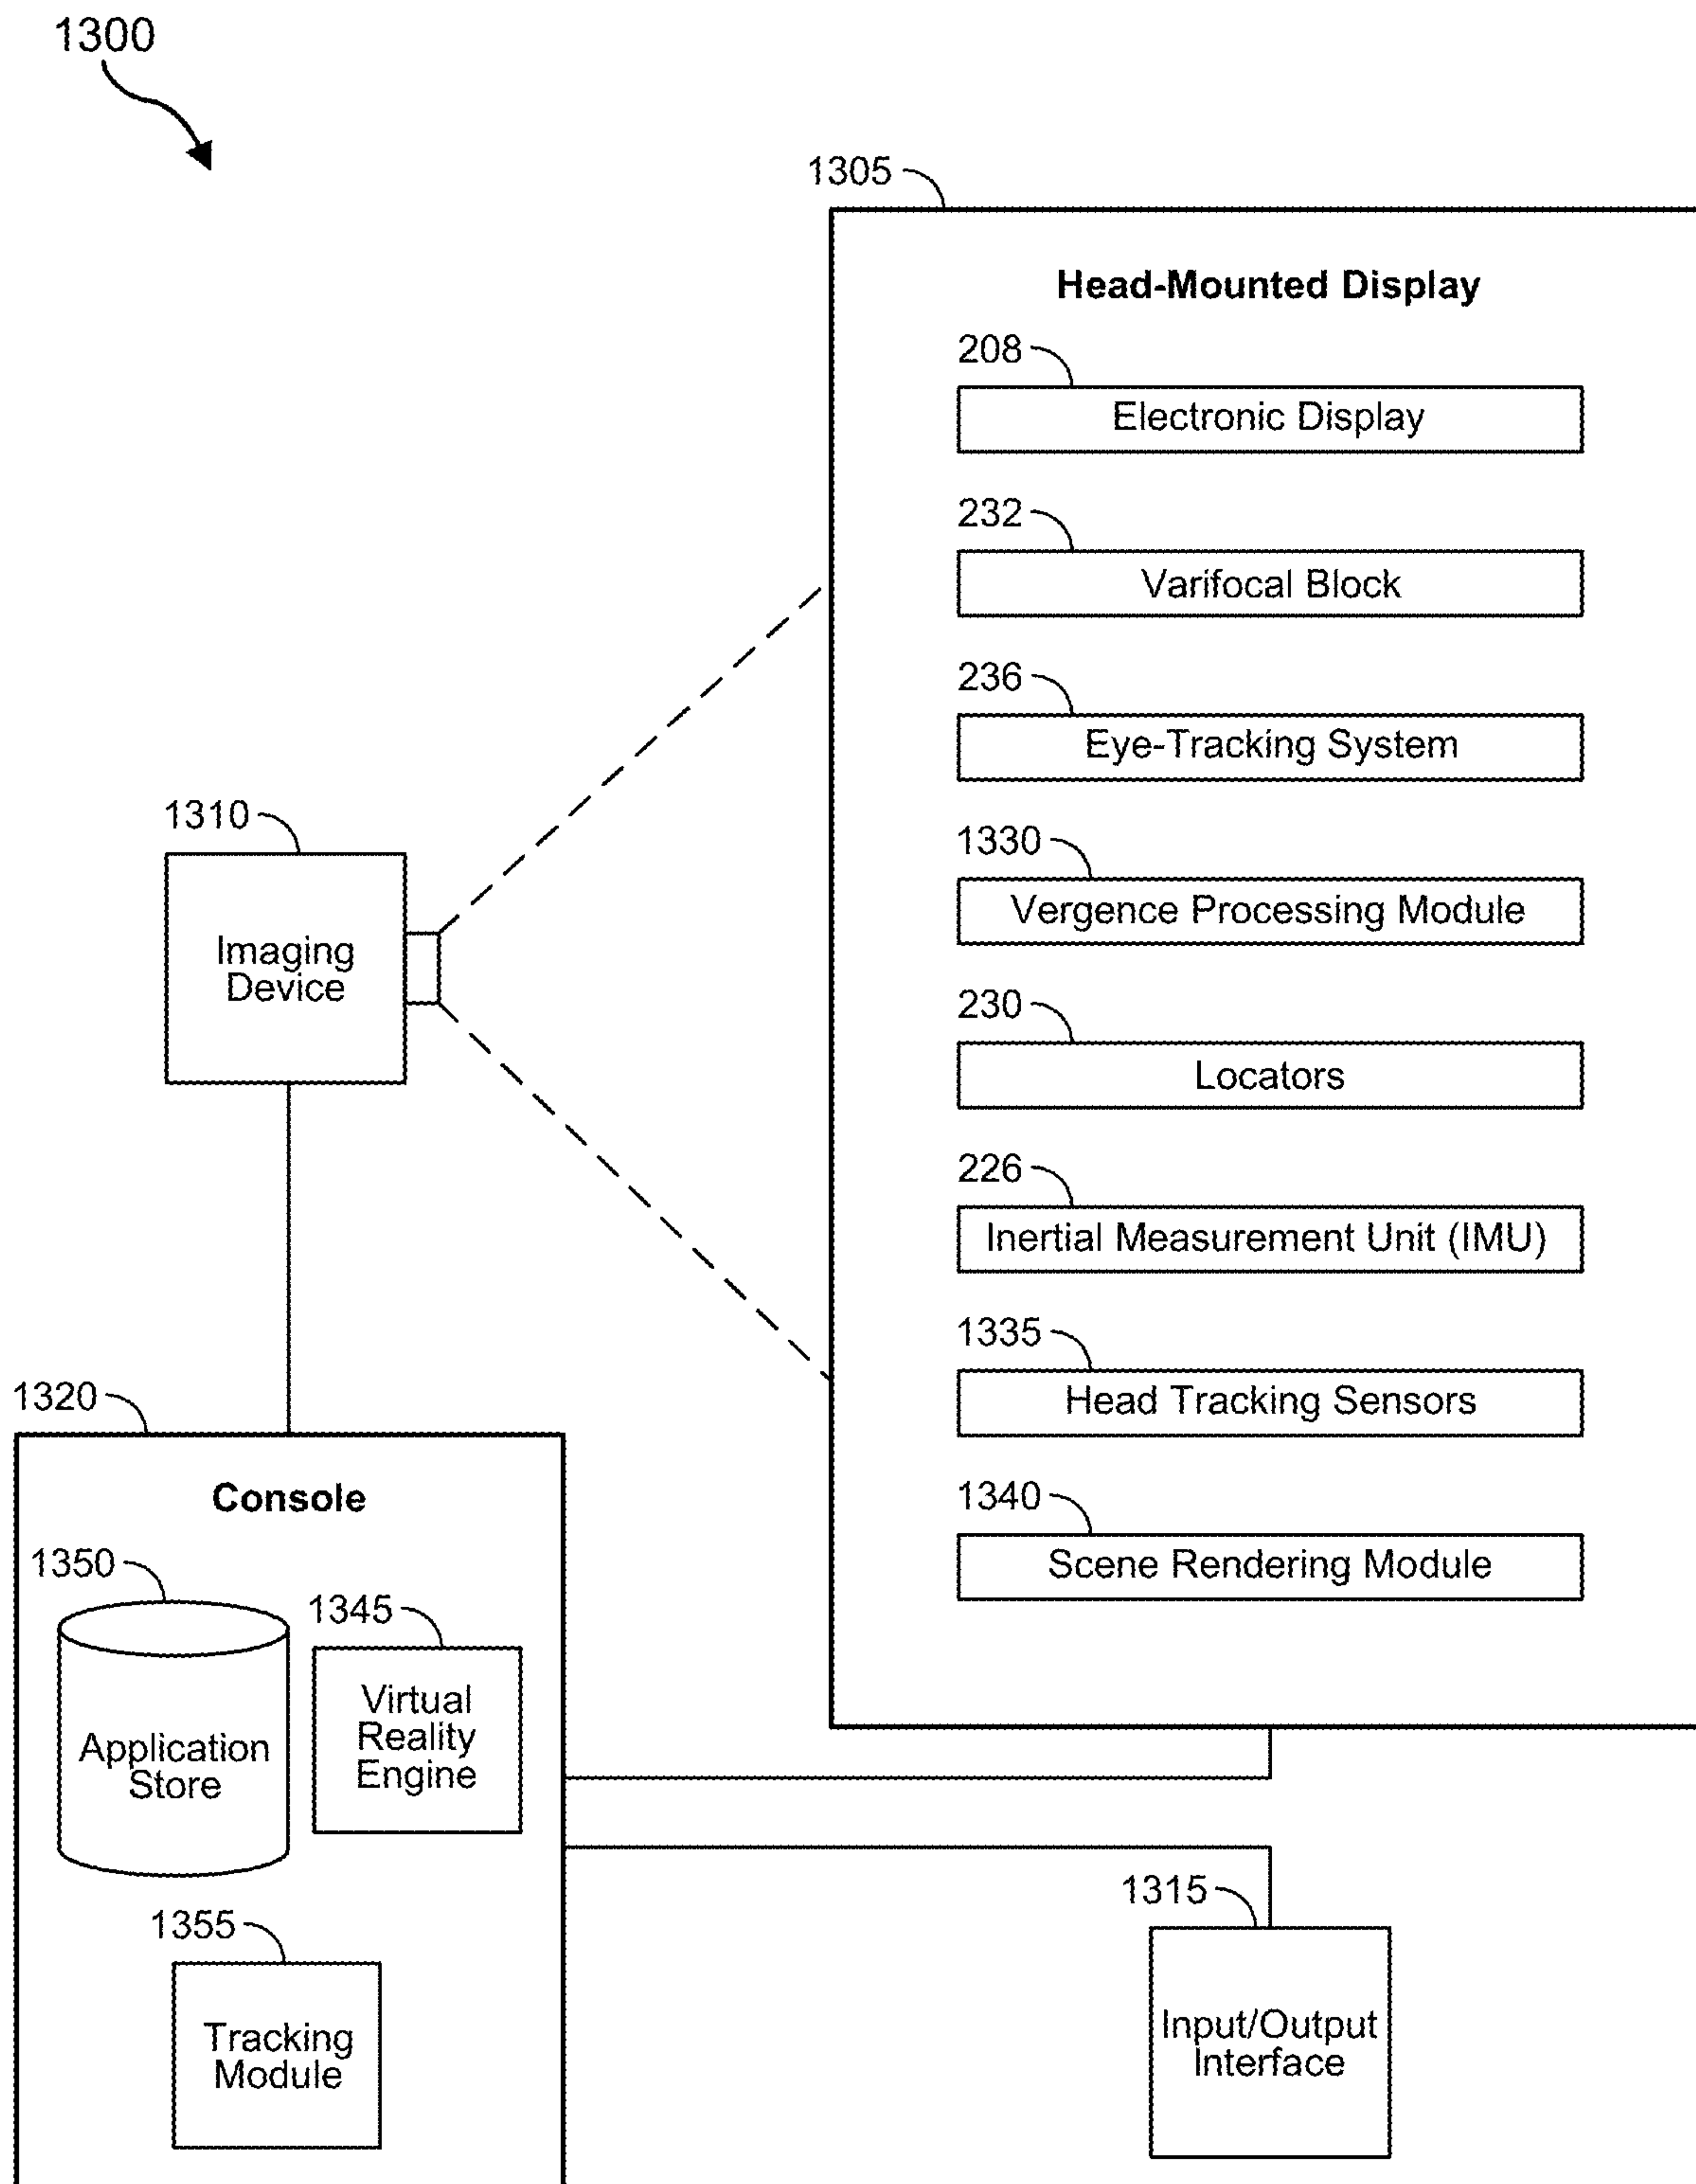 1300
1305
Head-Mounted Display
208
Electronic Display
232
Varifocal Block
236
Eye-Tracking System
1330
Vergence Processing Module
230
Locators
226
Inertial Measurement Unit (IMU)
1335
Head Tracking Sensors
1340
Scene Rendering Module
1310
Imaging
Device
1320
Console
1350
Application
Store
1345
Virtual
Reality
Engine
1355
Tracking
Module
1315
Input/Output
Interface